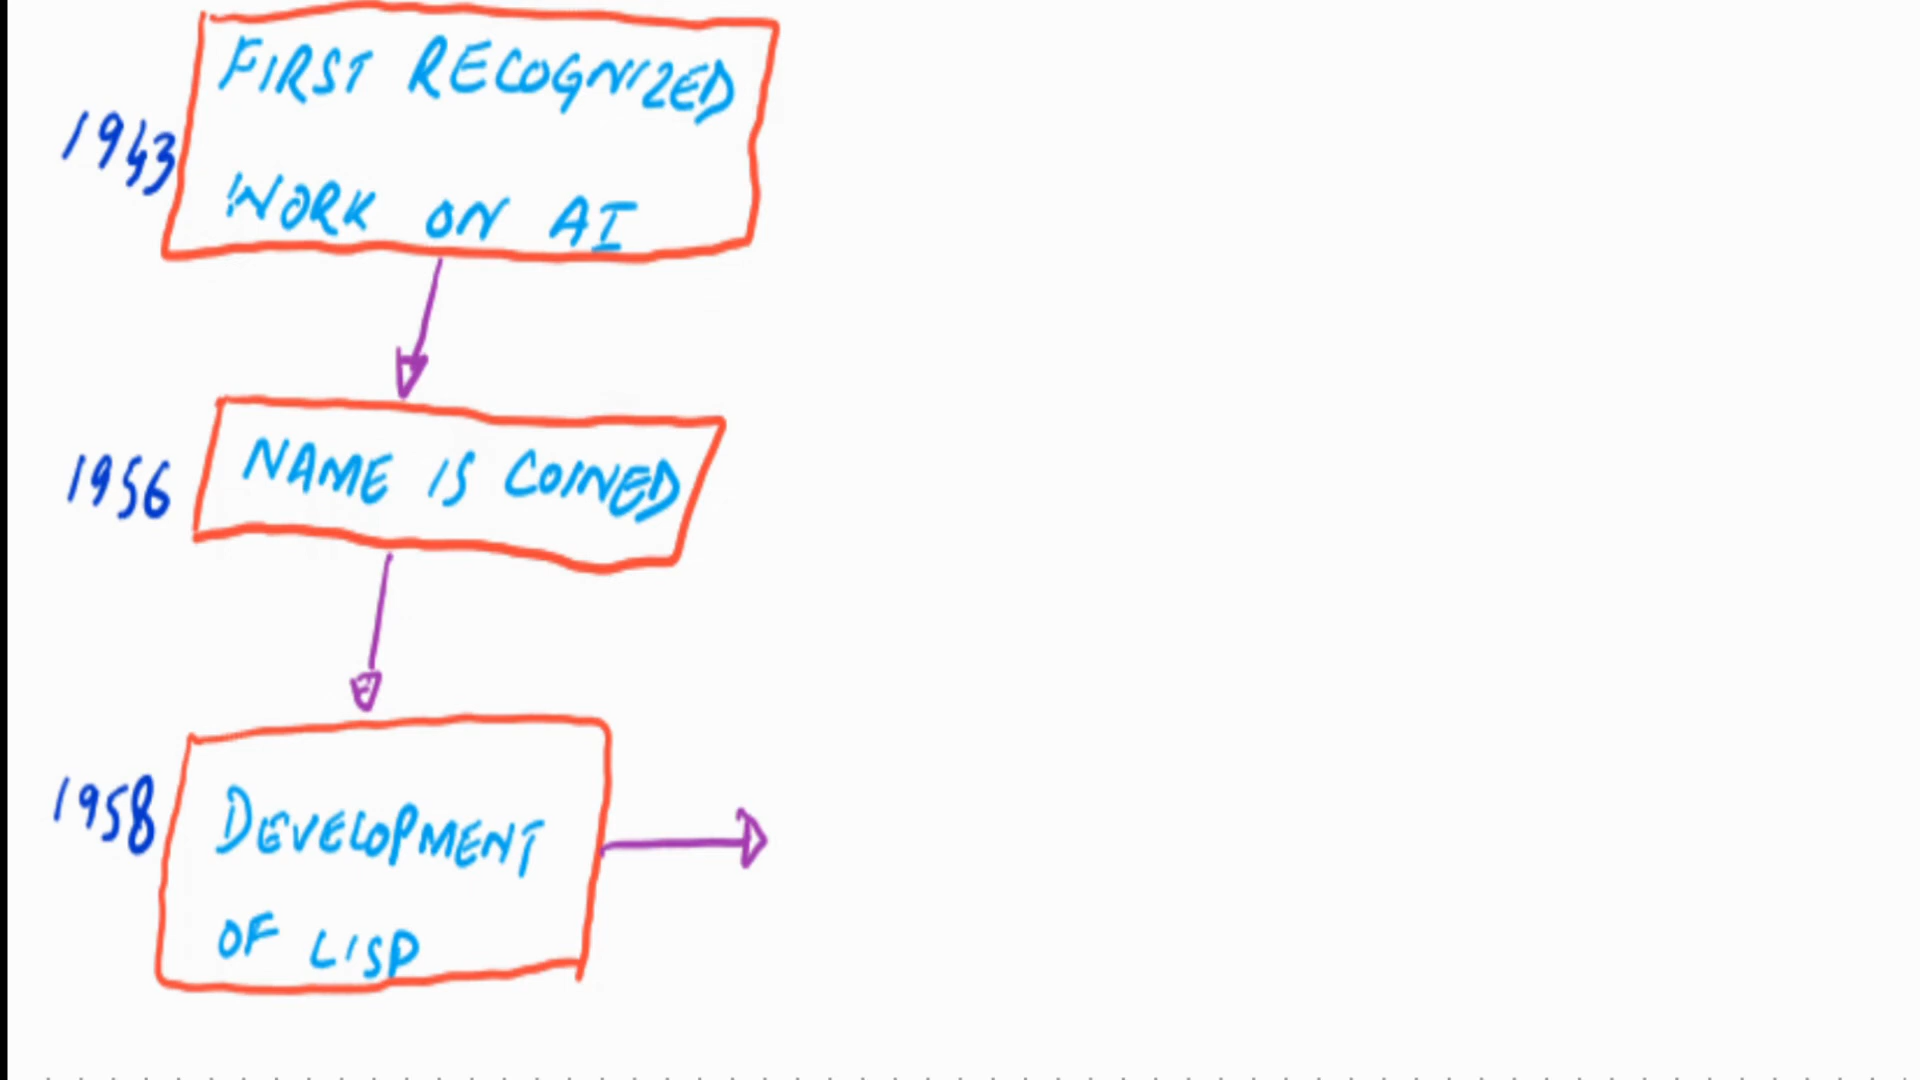 1943
FIRST RECOGNIZED
WORK ON AI
1956
NAME IS COINED
1958
DEVELOPMENT
OF LISP